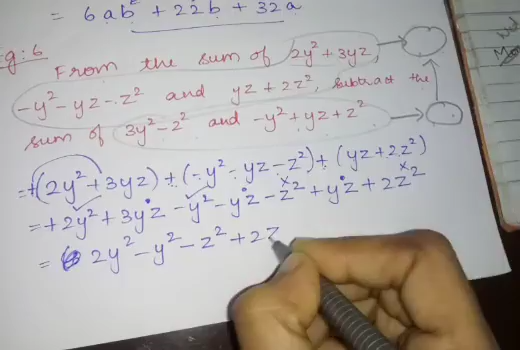 = 6ab² + 22b + 32a
g:6
From the sum of 2y² + 3yz,
-y² - yz - z² and yz + 2z², subtract the
sum of 3y² - z² and -y² + yz + z²
= +(2y² + 3yz) + (-y² - yz - z²) + (yz + 2z²)
= +2y² + 3yz - y² - yz - z² + yz + 2z²
= 2y² - y² - z² + 2z